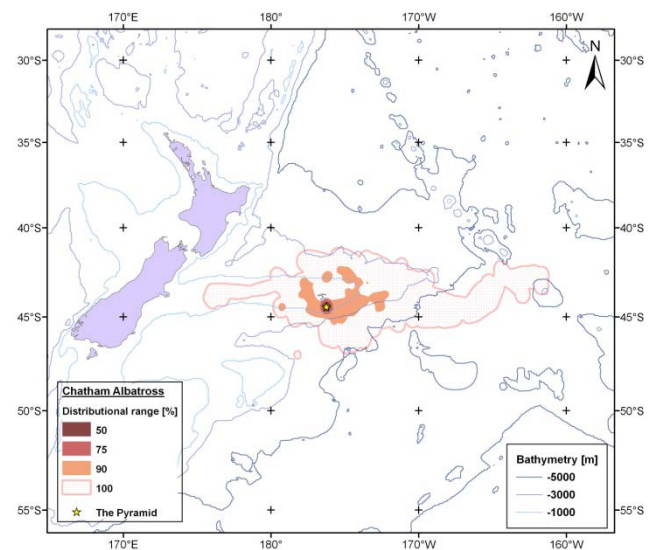 170°E 180° 170°W 160°W
N
30°S 30°S
35°S 35°S
40°S 40°S
45°S 45°S
50°S 50°S
55°S 55°S
Chatham Albatross
Distributional range [%]
50
75
90
100
The Pyramid
Bathymetry [m]
-5000
-3000
-1000
170°E 180° 170°W 160°W